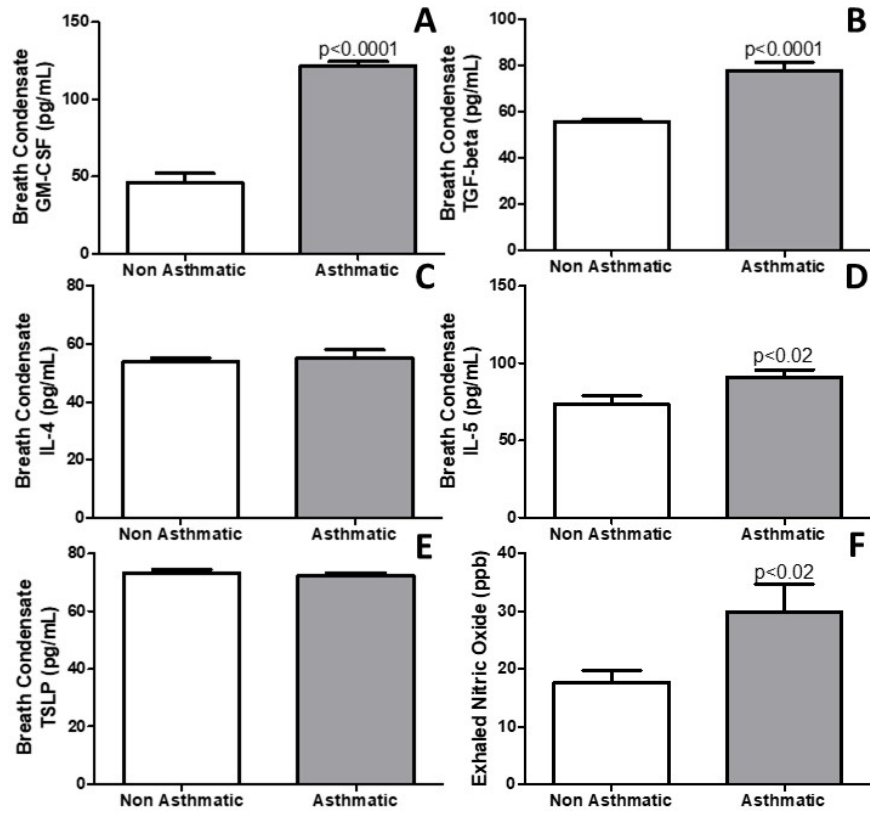 A
p<0.0001
Breath Condensate
GM-CSF (pg/mL)
150
100
50
0
Non Asthmatic
Asthmatic
B
p<0.0001
Breath Condensate
TGF-beta (pg/mL)
100
80
60
40
20
0
Non Asthmatic
Asthmatic
C
Breath Condensate
IL-4 (pg/mL)
80
60
40
20
0
Non Asthmatic
Asthmatic
D
p<0.02
Breath Condensate
IL-5 (pg/mL)
150
100
50
0
Non Asthmatic
Asthmatic
E
Breath Condensate
TSLP (pg/mL)
80
60
40
20
0
Non Asthmatic
Asthmatic
F
p<0.02
Exhaled Nitric Oxide (ppb)
40
30
20
10
0
Non Asthmatic
Asthmatic